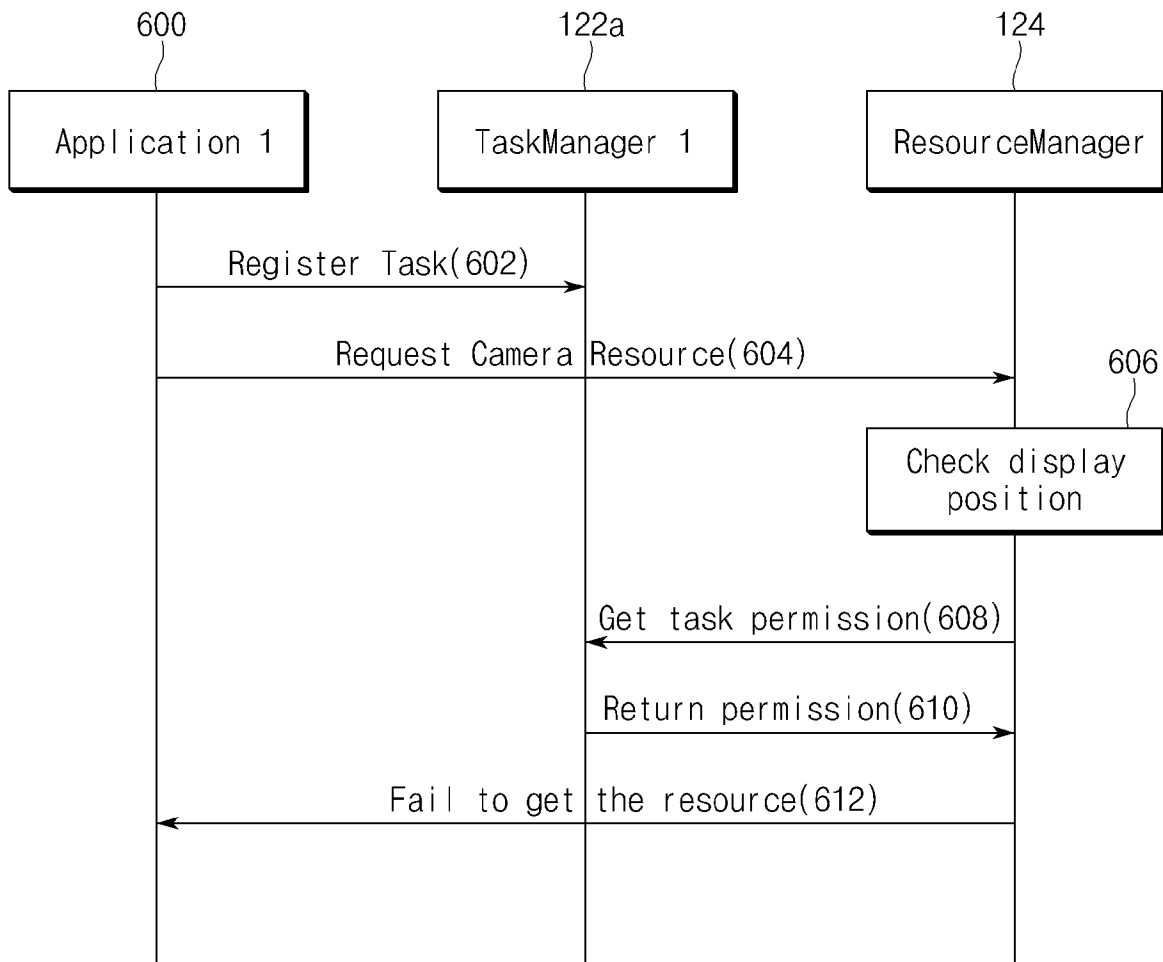 600
122a
124
Application 1
TaskManager 1
ResourceManager
Register Task(602)
Request Camera Resource(604)
606
Check display
position
Get task permission(608)
Return permission(610)
Fail to get the resource(612)